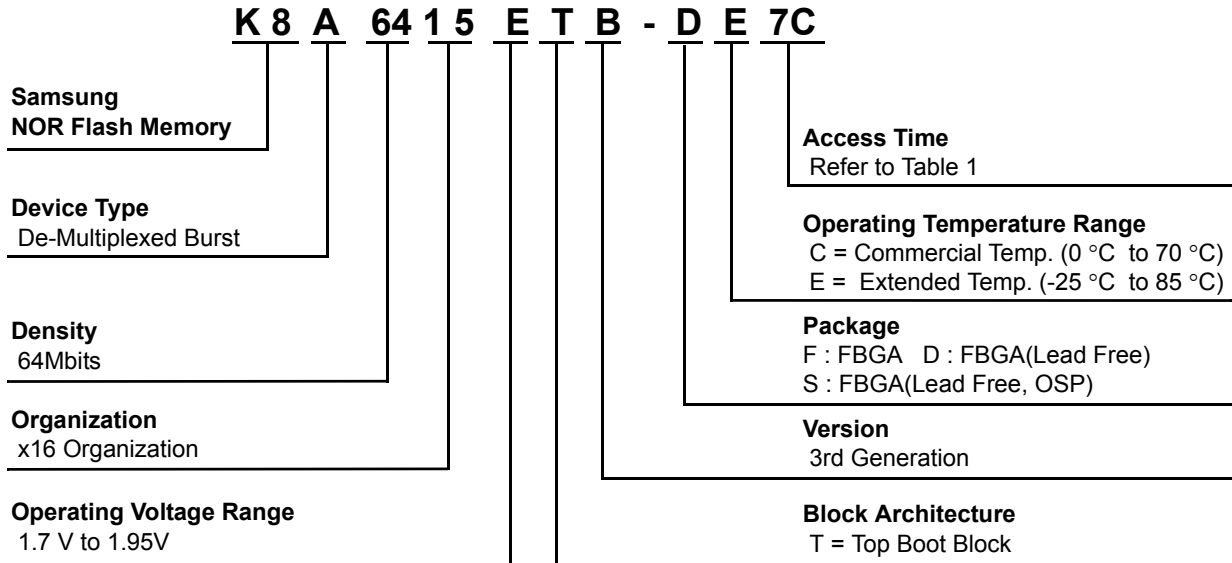 K 8 A 64 1 5 E T B - D E 7C
Samsung
NOR Flash Memory
Device Type
De-Multiplexed Burst
Density
64Mbits
Organization
x16 Organization
Operating Voltage Range
1.7 V to 1.95V
Access Time
Refer to Table 1
Operating Temperature Range
C = Commercial Temp. (0 °C to 70 °C)
E = Extended Temp. (-25 °C to 85 °C)
Package
F : FBGA D : FBGA(Lead Free)
S : FBGA(Lead Free, OSP)
Version
3rd Generation
Block Architecture
T = Top Boot Block